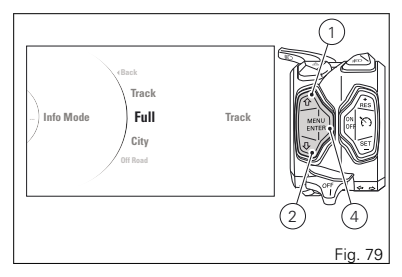 1
◂Back
Track
Info Mode
Full
Track
City
Off Road
MENU
ENTER
RES
ON
OFF
SET
OFF
2
4
Fig. 79